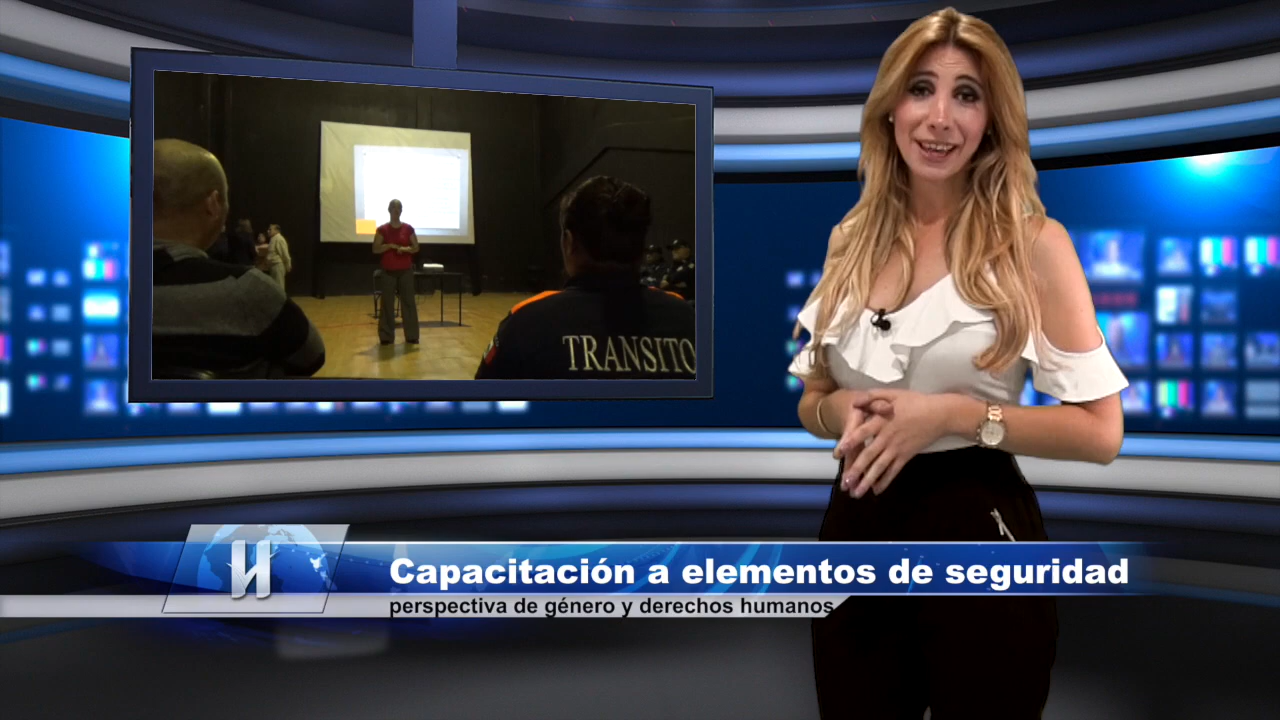 TRANSITO
Capacitación a elementos de seguridad
perspectiva de género y derechos humanos